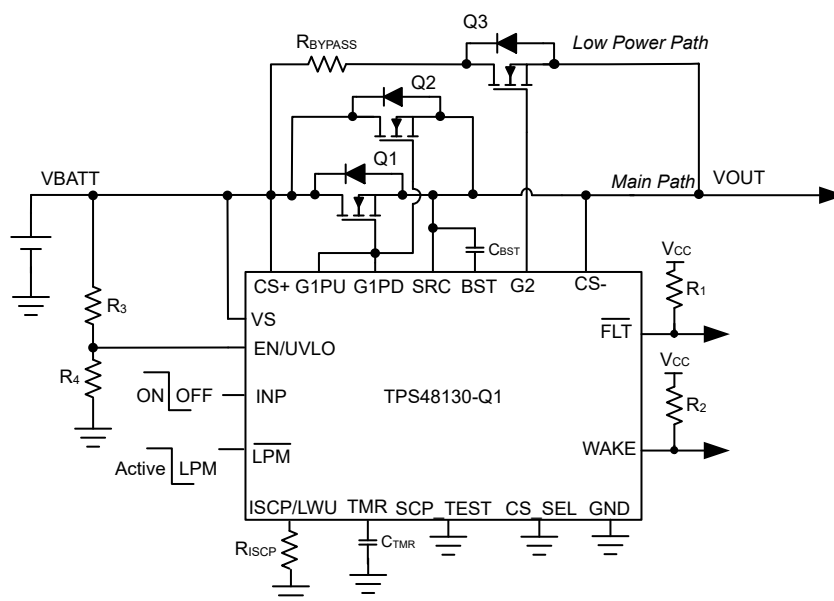 Q3
Low Power Path
RBYPASS
Q2
Q1
VBATT
Main Path
VOUT
CBST
CS+ G1PU G1PD SRC BST G2 CS-
VCC
R1
R3
VS
FLT
EN/UVLO
R4
VCC
ON OFF
INP
TPS48130-Q1
R2
Active LPM
LPM
WAKE
ISCP/LWU TMR SCP_TEST CS_SEL GND
RISCP
CTMR